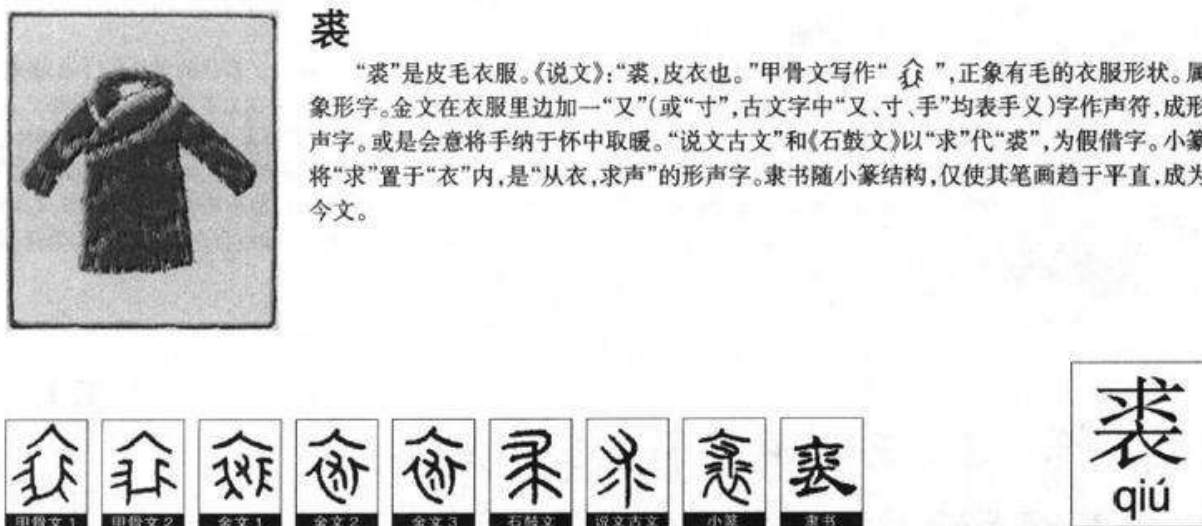 裘
“裘”是皮毛衣服。《说文》：“裘，皮衣也。”甲骨文写作“ ”，正象有毛的衣服形状。属
象形字。金文在衣服里边加一“又”（或“寸”，古文字中“又、寸、手”均表手义）字作声符，成形
声字。或是会意将手纳于怀中取暖。“说文古文”和《石鼓文》以“求”代“裘”，为假借字。小篆
将“求”置于“衣”内，是“从衣，求声”的形声字。隶书随小篆结构，仅使其笔画趋于平直，成为
今文。
裘
qiú
甲骨文1 甲骨文2 金文1 金文2 金文3 石鼓文 说文古文 小篆 隶书